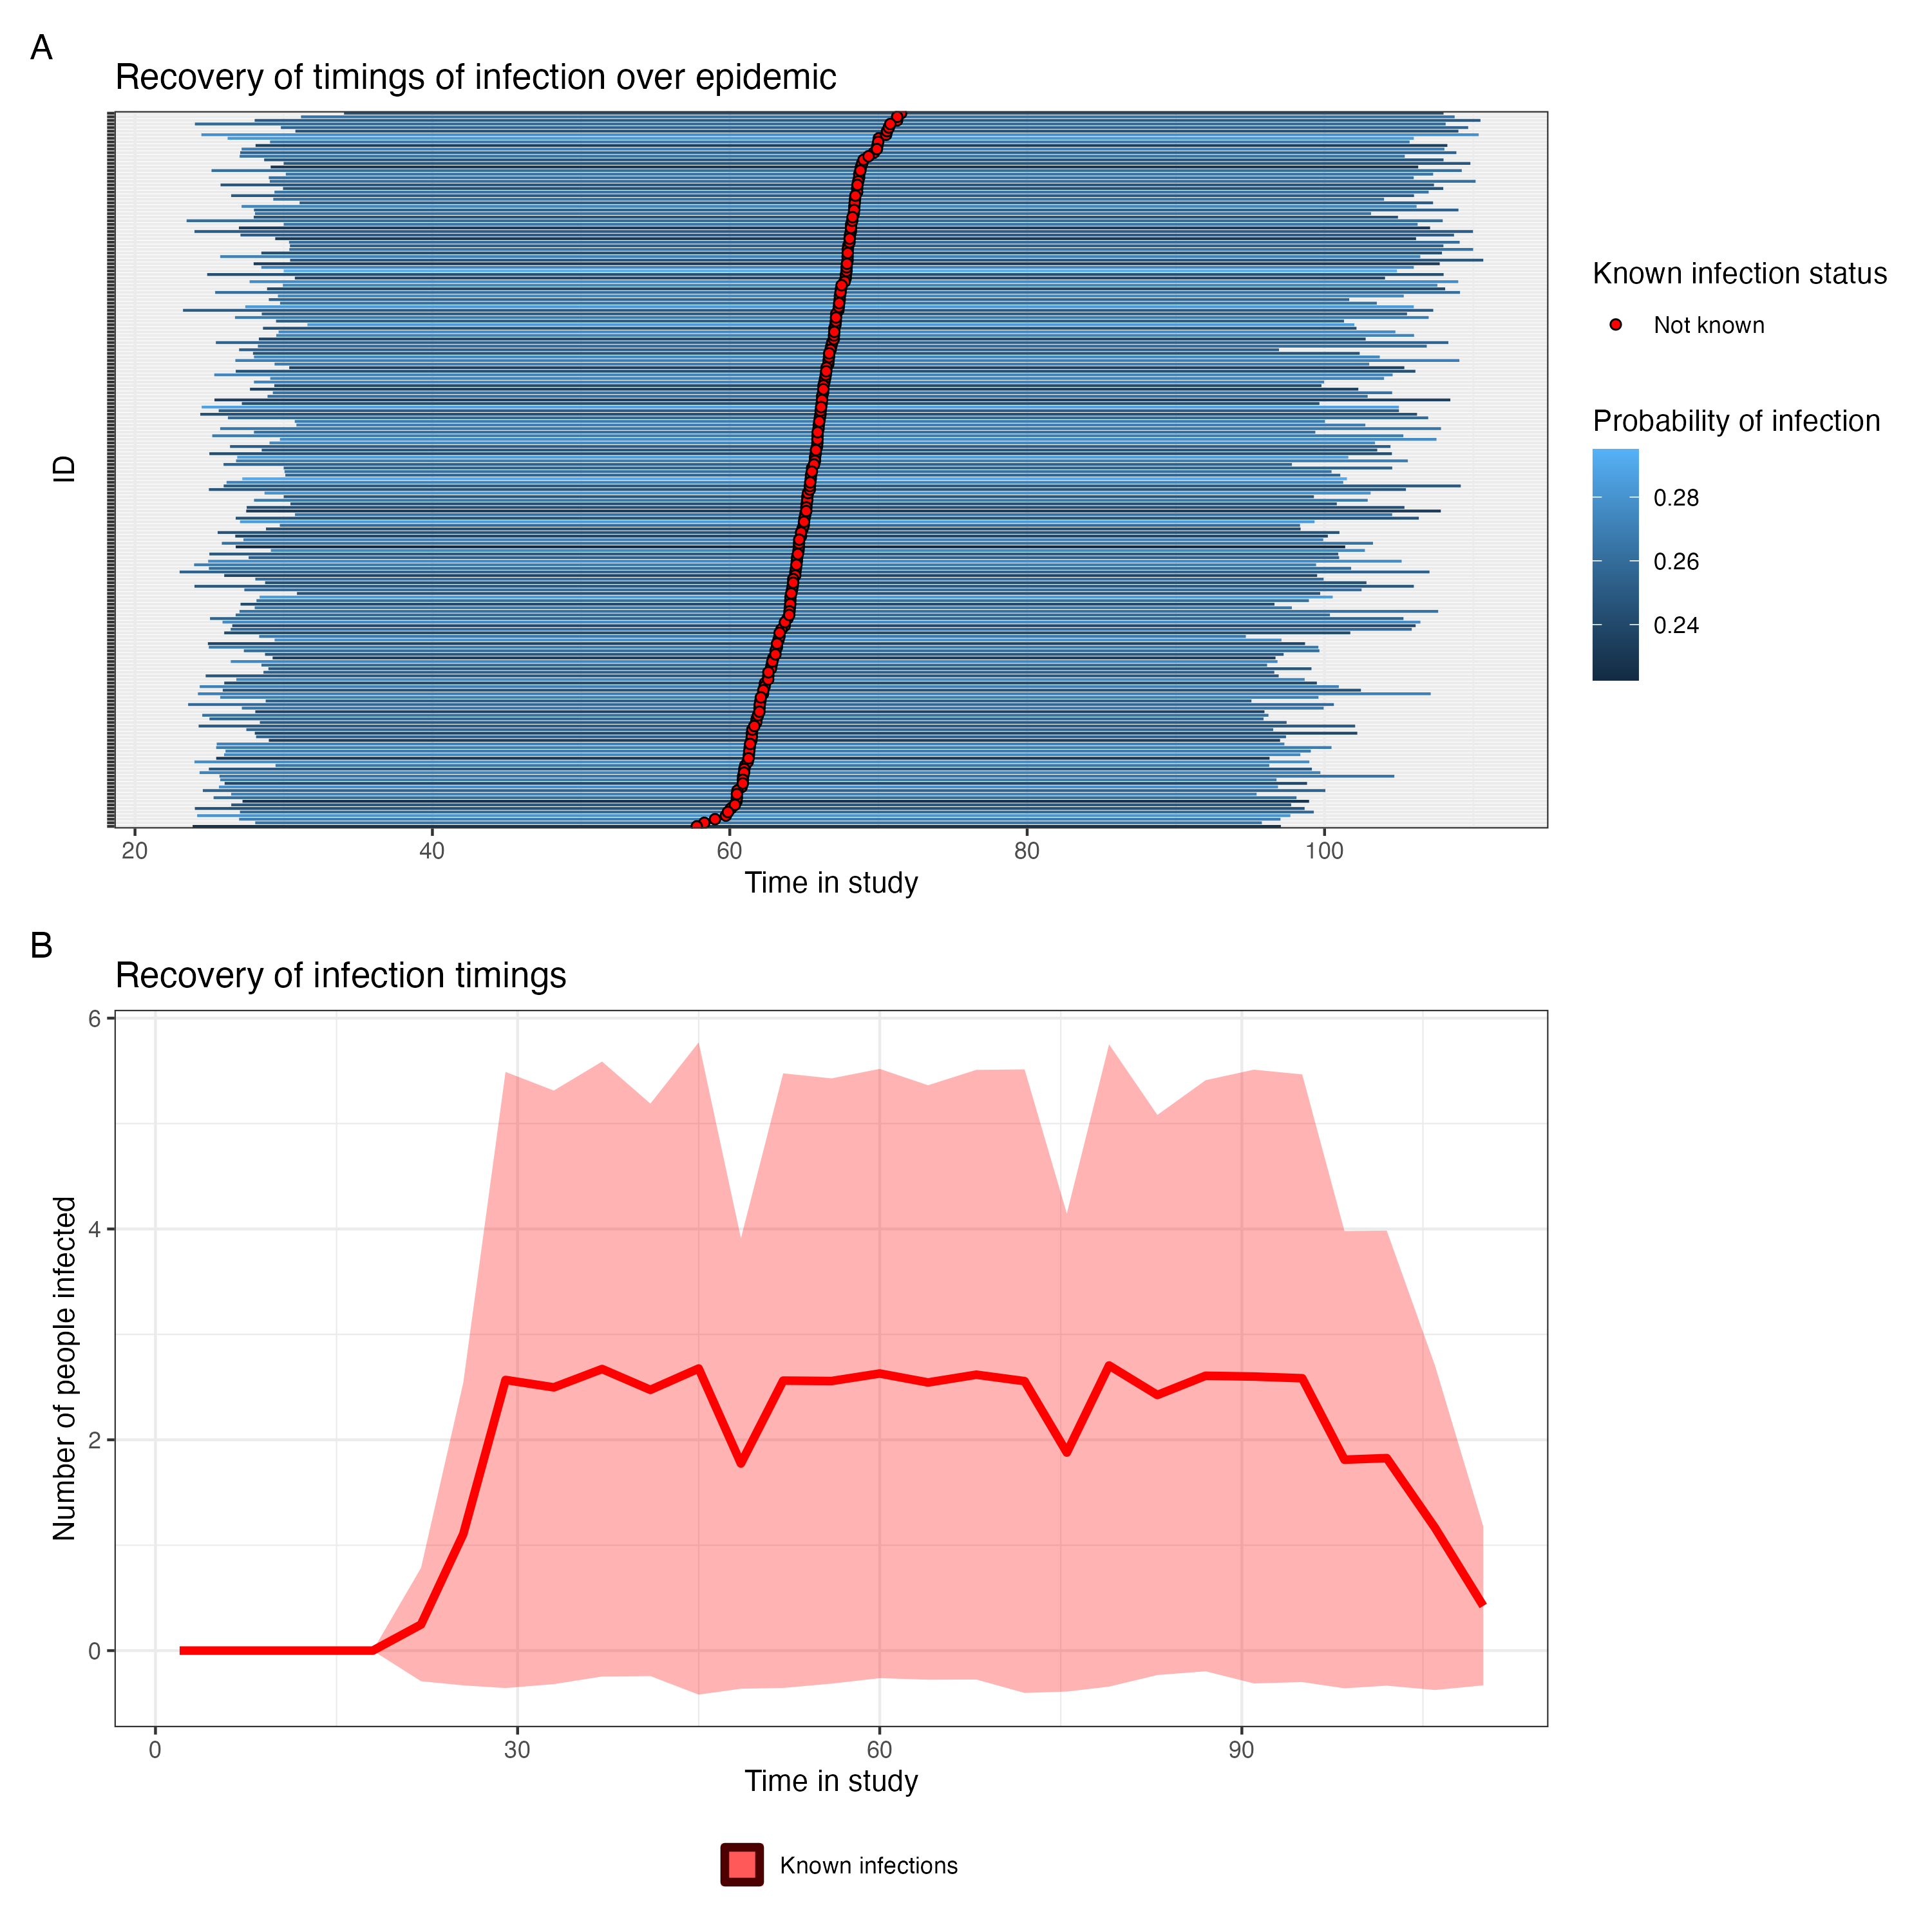 A
Recovery of timings of infection over epidemic
ID
20 40 60 80 100
Time in study
Known infection status
Not known
Probability of infection
0.28
0.26
0.24
B
Recovery of infection timings
Number of people infected
6
4
2
0
0 30 60 90
Time in study
Known infections